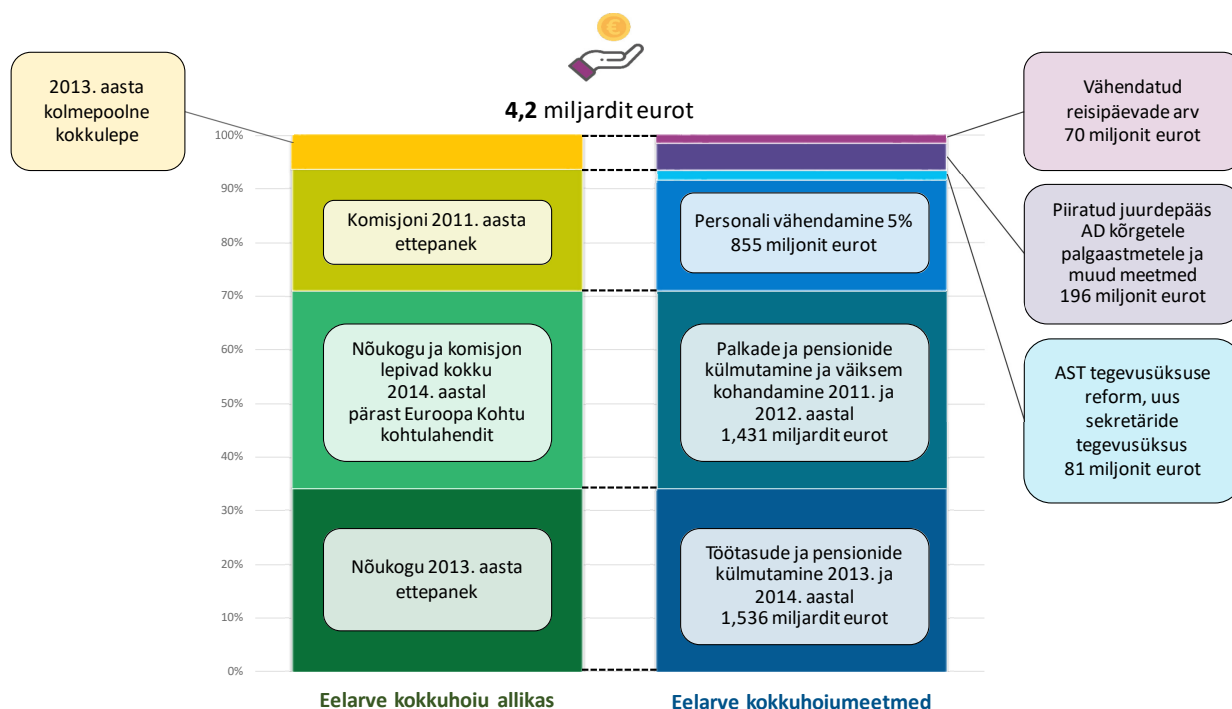 4,2 miljardit eurot
2013. aasta
kolmepoolne
kokkulepe
100%
90%
80%
70%
60%
50%
40%
30%
20%
10%
0%
Komisjoni 2011. aasta
ettepanek
Nõukogu ja komisjon
lepivad kokku
2014. aastal
pärast Euroopa Kohtu
kohtulahendit
Nõukogu 2013. aasta
ettepanek
Personali vähendamine 5%
855 miljonit eurot
Palkade ja pensionide
külmutamine ja väiksem
kohandamine 2011. ja
2012. aastal
1,431 miljardit eurot
Töötasude ja pensionide
külmutamine 2013. ja
2014. aastal
1,536 miljardit eurot
Vähendatud
reisipäevade arv
70 miljonit eurot
Piiratud juurdepääs
AD kõrgetele
palgaastmetele ja
muud meetmed
196 miljonit eurot
AST tegevusüksuse
reform, uus
sekretäride
tegevusüksus
81 miljonit eurot
Eelarve kokkuhoiu allikas
Eelarve kokkuhoiumeetmed